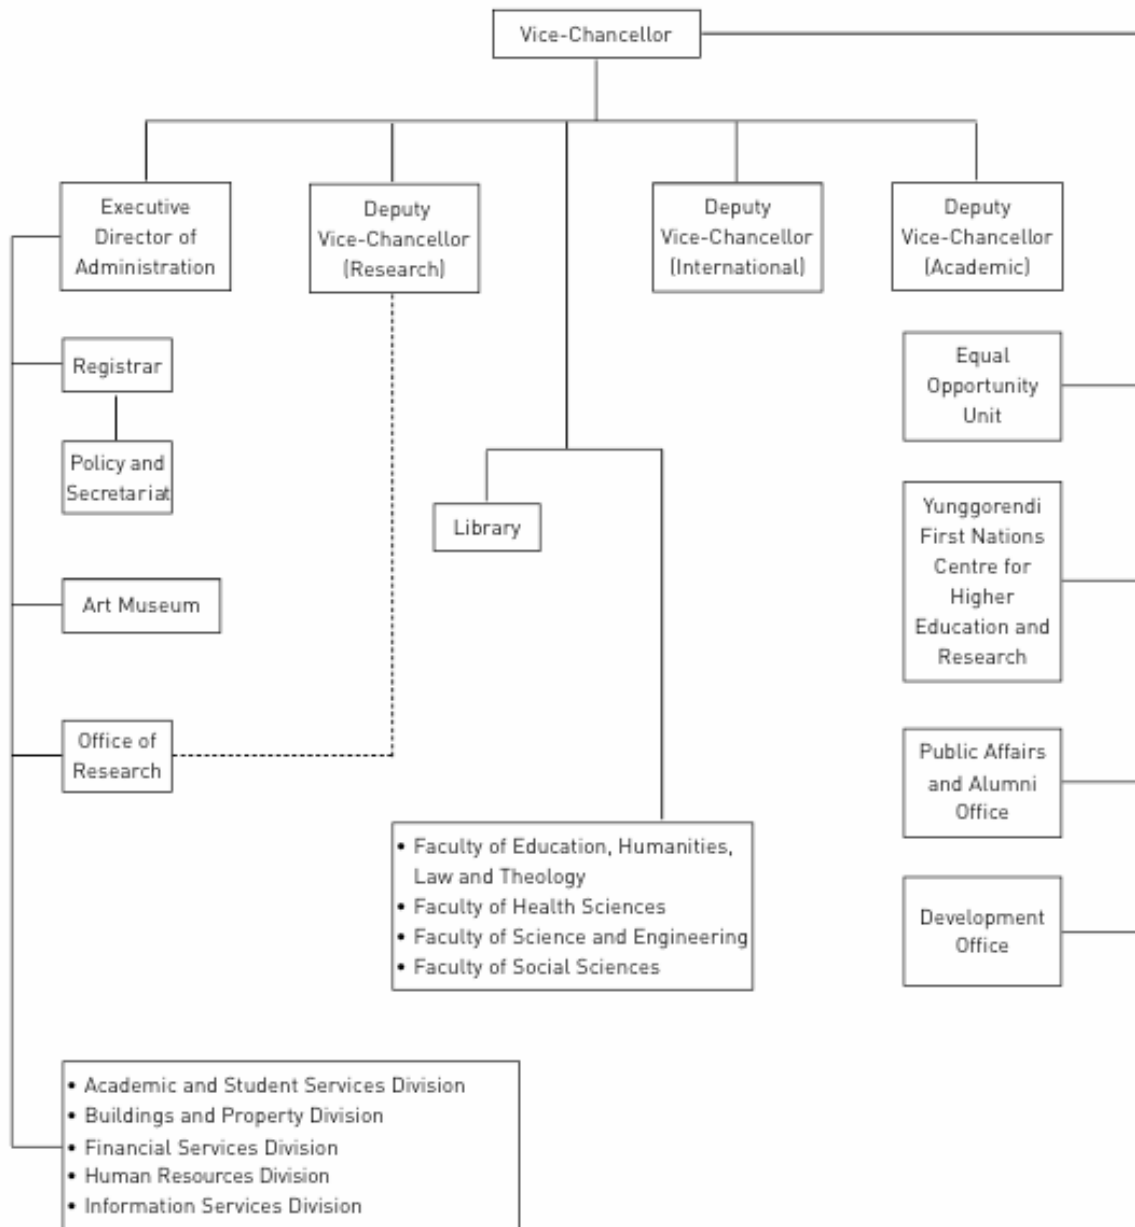 Vice-Chancellor
Executive
Director of
Administration
Deputy
Vice-Chancellor
(Research)
Deputy
Vice-Chancellor
(International)
Deputy
Vice-Chancellor
(Academic)
Registrar
Policy and
Secretariat
Art Museum
Office of
Research
Library
• Faculty of Education, Humanities,
Law and Theology
• Faculty of Health Sciences
• Faculty of Science and Engineering
• Faculty of Social Sciences
Equal
Opportunity
Unit
Yunggorendi
First Nations
Centre for
Higher
Education and
Research
Public Affairs
and Alumni
Office
Development
Office
• Academic and Student Services Division
• Buildings and Property Division
• Financial Services Division
• Human Resources Division
• Information Services Division